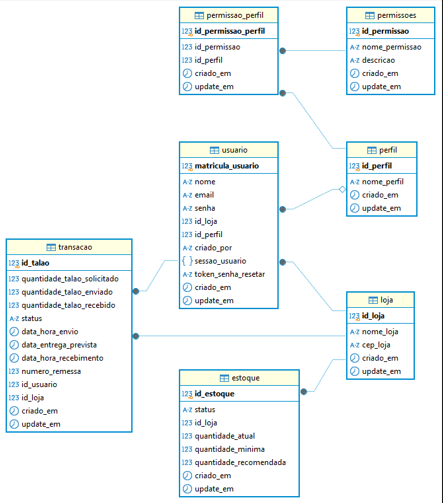 permissao_perfil
123 id_permissao_perfil
123 id_permissao
123 id_perfil
criado_em
update_em
permissoes
123 id_permissao
A-Z nome_permissao
A-Z descricao
criado_em
update_em
usuario
123 matricula_usuario
A-Z nome
A-Z email
A-Z senha
123 id_loja
123 id_perfil
A-Z criado_por
{ } sessao_usuario
A-Z token_senha_resetar
criado_em
update_em
perfil
123 id_perfil
A-Z nome_perfil
criado_em
update_em
transacao
123 id_talao
123 quantidade_talao_solicitado
123 quantidade_talao_enviado
123 quantidade_talao_recebido
A-Z status
data_hora_envio
data_entrega_prevista
data_hora_recebimento
123 numero_remessa
123 id_usuario
123 id_loja
criado_em
update_em
loja
123 id_loja
A-Z nome_loja
A-Z cep_loja
criado_em
update_em
estoque
123 id_estoque
A-Z status
123 id_loja
123 quantidade_atual
123 quantidade_minima
123 quantidade_recomendada
criado_em
update_em